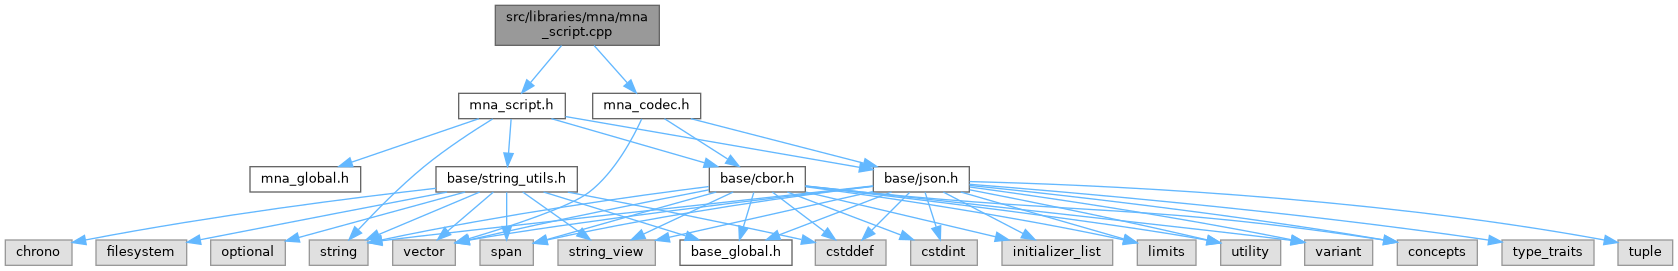 src/libraries/mna/mna
_script.cpp
mna_script.h
mna_codec.h
mna_global.h
base/string_utils.h
base/cbor.h
base/json.h
chrono
filesystem
optional
string
vector
span
string_view
base_global.h
cstddef
cstdint
initializer_list
limits
utility
variant
concepts
type_traits
tuple